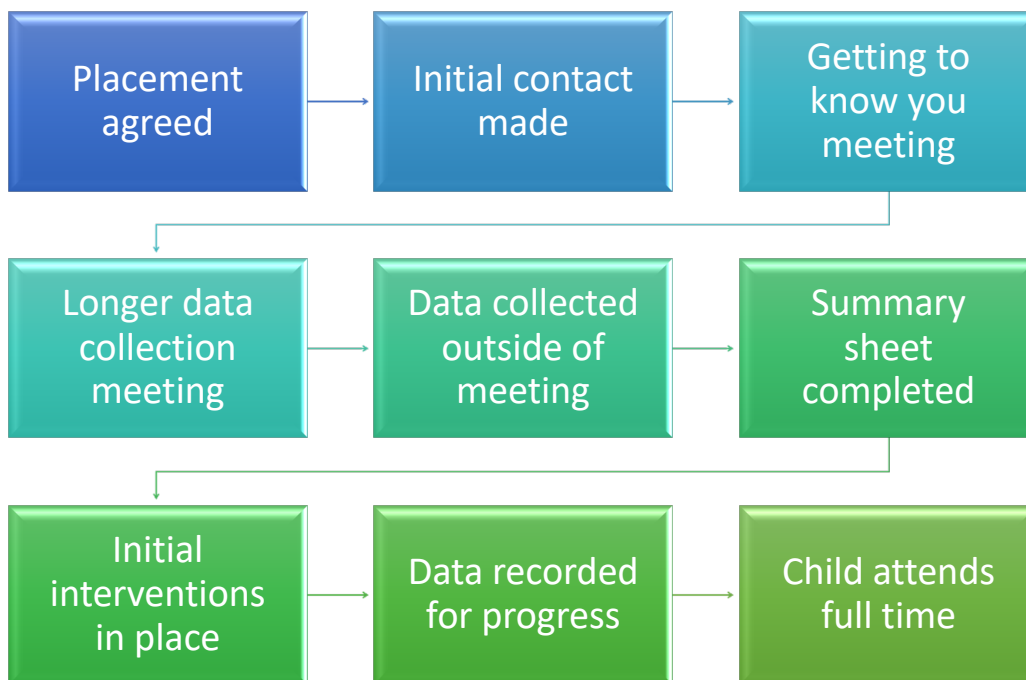 Placement
agreed
Initial contact
made
Getting to
know you
meeting
Longer data
collection
meeting
Data collected
outside of
meeting
Summary
sheet
completed
Initial
interventions
in place
Data recorded
for progress
Child attends
full time